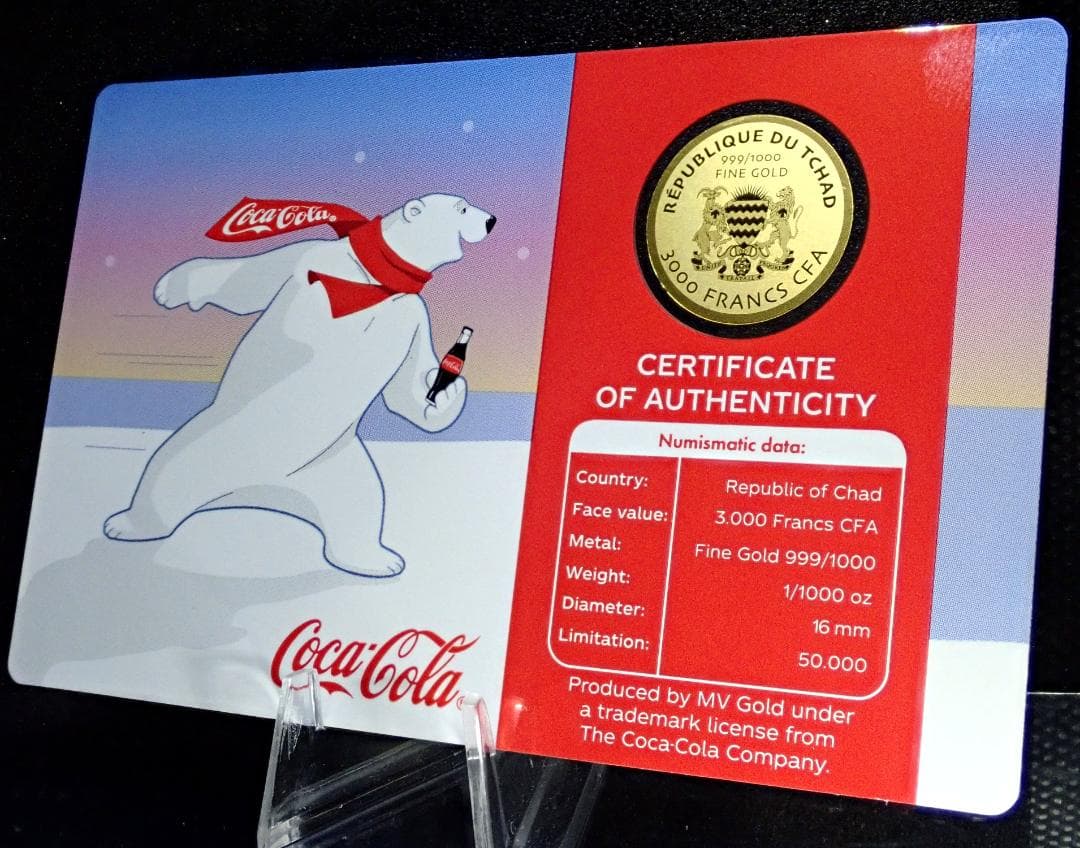 Coca-Cola®
Coca-Cola
Coca-Cola®
RÉPUBLIQUE DU TCHAD
999/1000
FINE GOLD
3000 FRANCS CFA
CERTIFICATE
OF AUTHENTICITY
Numismatic data:
Country: Republic of Chad
Face value: 3.000 Francs CFA
Metal: Fine Gold 999/1000
Weight: 1/1000 oz
Diameter: 16 mm
Limitation: 50.000
Produced by MV Gold under
a trademark license from
The Coca-Cola Company.